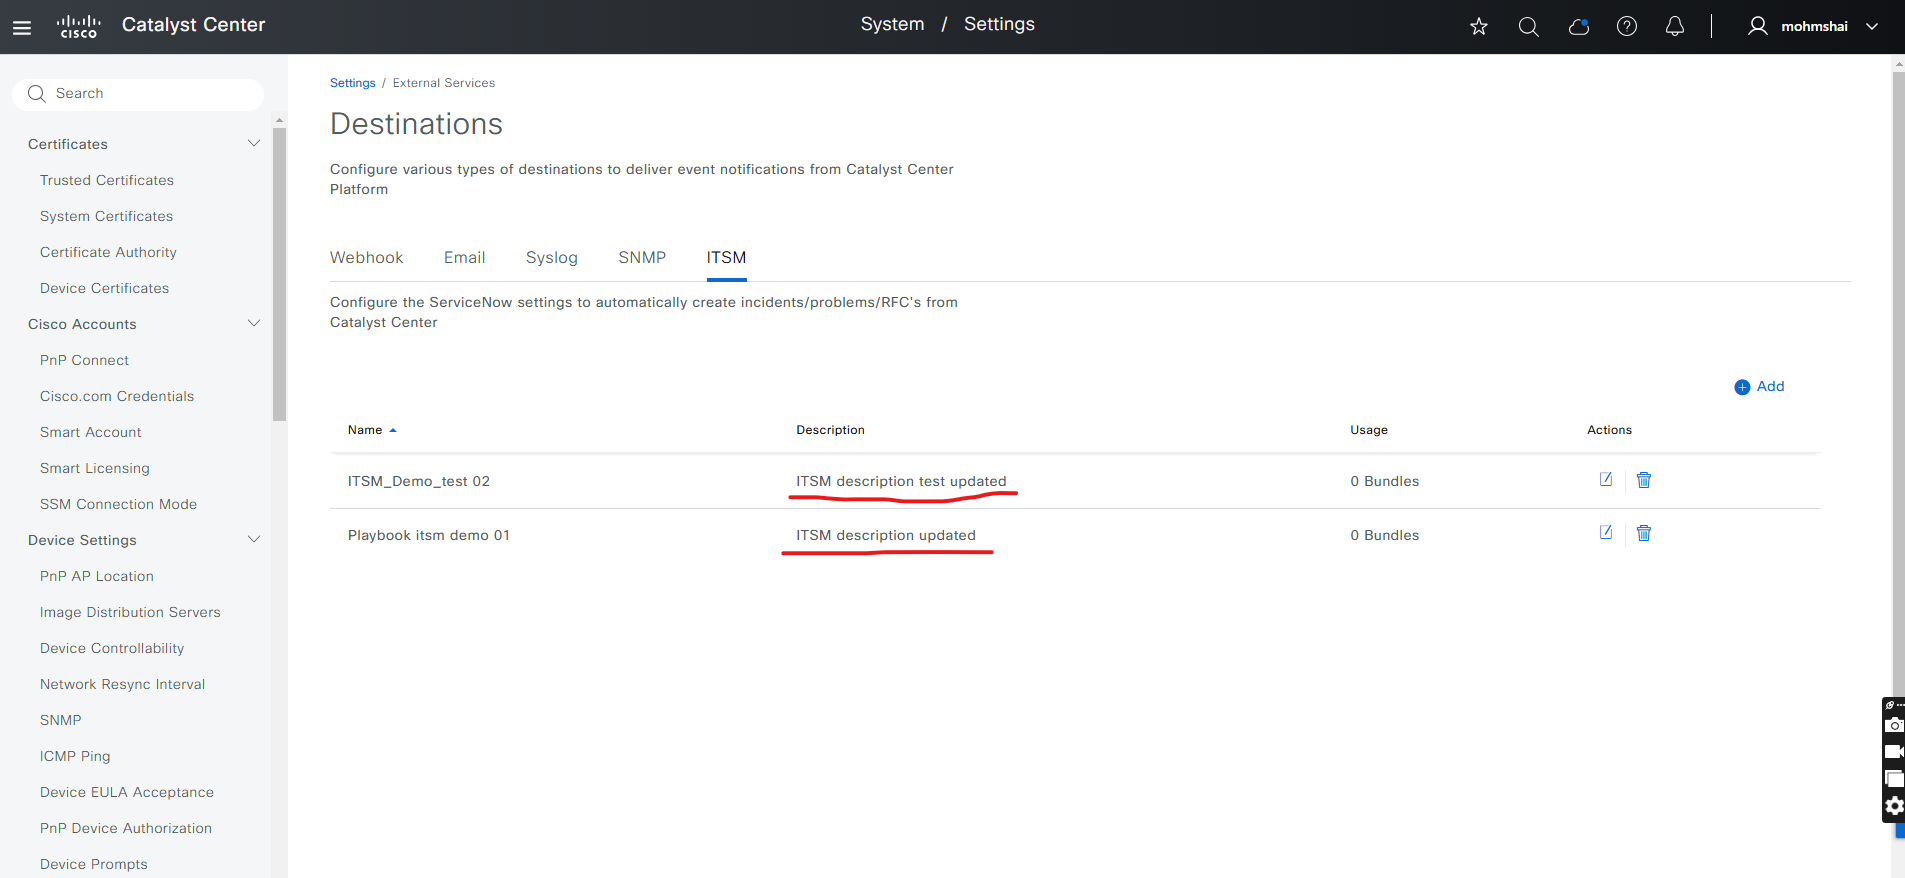 cisco
Catalyst Center
System / Settings
mohmshai
Search
Certificates
Trusted Certificates
System Certificates
Certificate Authority
Device Certificates
Cisco Accounts
PnP Connect
Cisco.com Credentials
Smart Account
Smart Licensing
SSM Connection Mode
Device Settings
PnP AP Location
Image Distribution Servers
Device Controllability
Network Resync Interval
SNMP
ICMP Ping
Device EULA Acceptance
PnP Device Authorization
Device Prompts
Settings / External Services
Destinations
Configure various types of destinations to deliver event notifications from Catalyst Center
Platform
Webhook Email Syslog SNMP ITSM
Configure the ServiceNow settings to automatically create incidents/problems/RFC's from
Catalyst Center
Add
Name Description Usage Actions
ITSM_Demo_test 02 ITSM description test updated 0 Bundles
Playbook itsm demo 01 ITSM description updated 0 Bundles